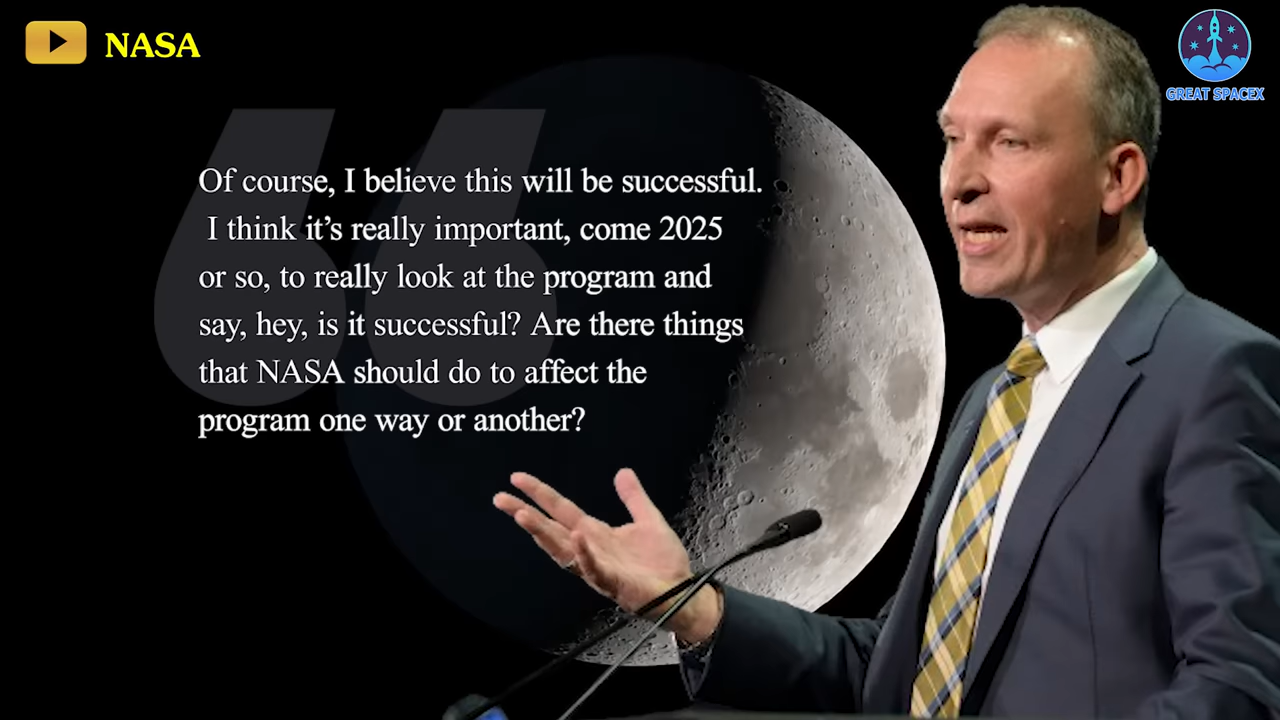 NASA
GREAT SPACEX
Of course, I believe this will be successful.
I think it’s really important, come 2025
or so, to really look at the program and
say, hey, is it successful? Are there things
that NASA should do to affect the
program one way or another?